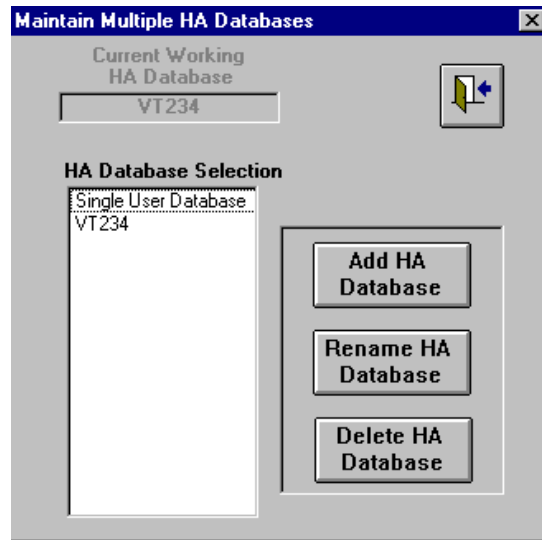 Maintain Multiple HA Databases
Current Working
HA Database
VT234
HA Database Selection
Single User Database
VT234
Add HA
Database
Rename HA
Database
Delete HA
Database